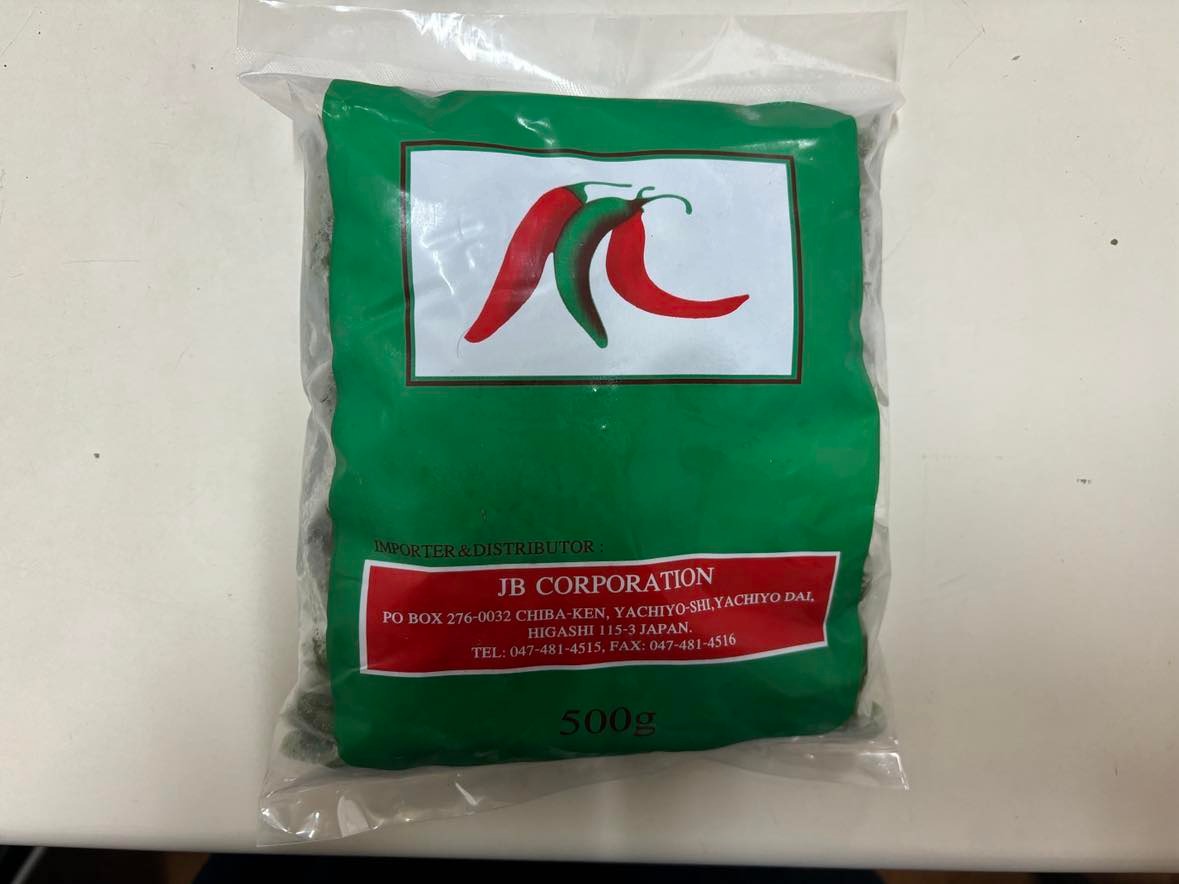 IMPORTER&DISTRIBUTOR :
JB CORPORATION
PO BOX 276-0032 CHIBA-KEN, YACHIYO-SHI,YACHIYO DAI,
HIGASHI 115-3 JAPAN.
TEL: 047-481-4515, FAX: 047-481-4516
500g